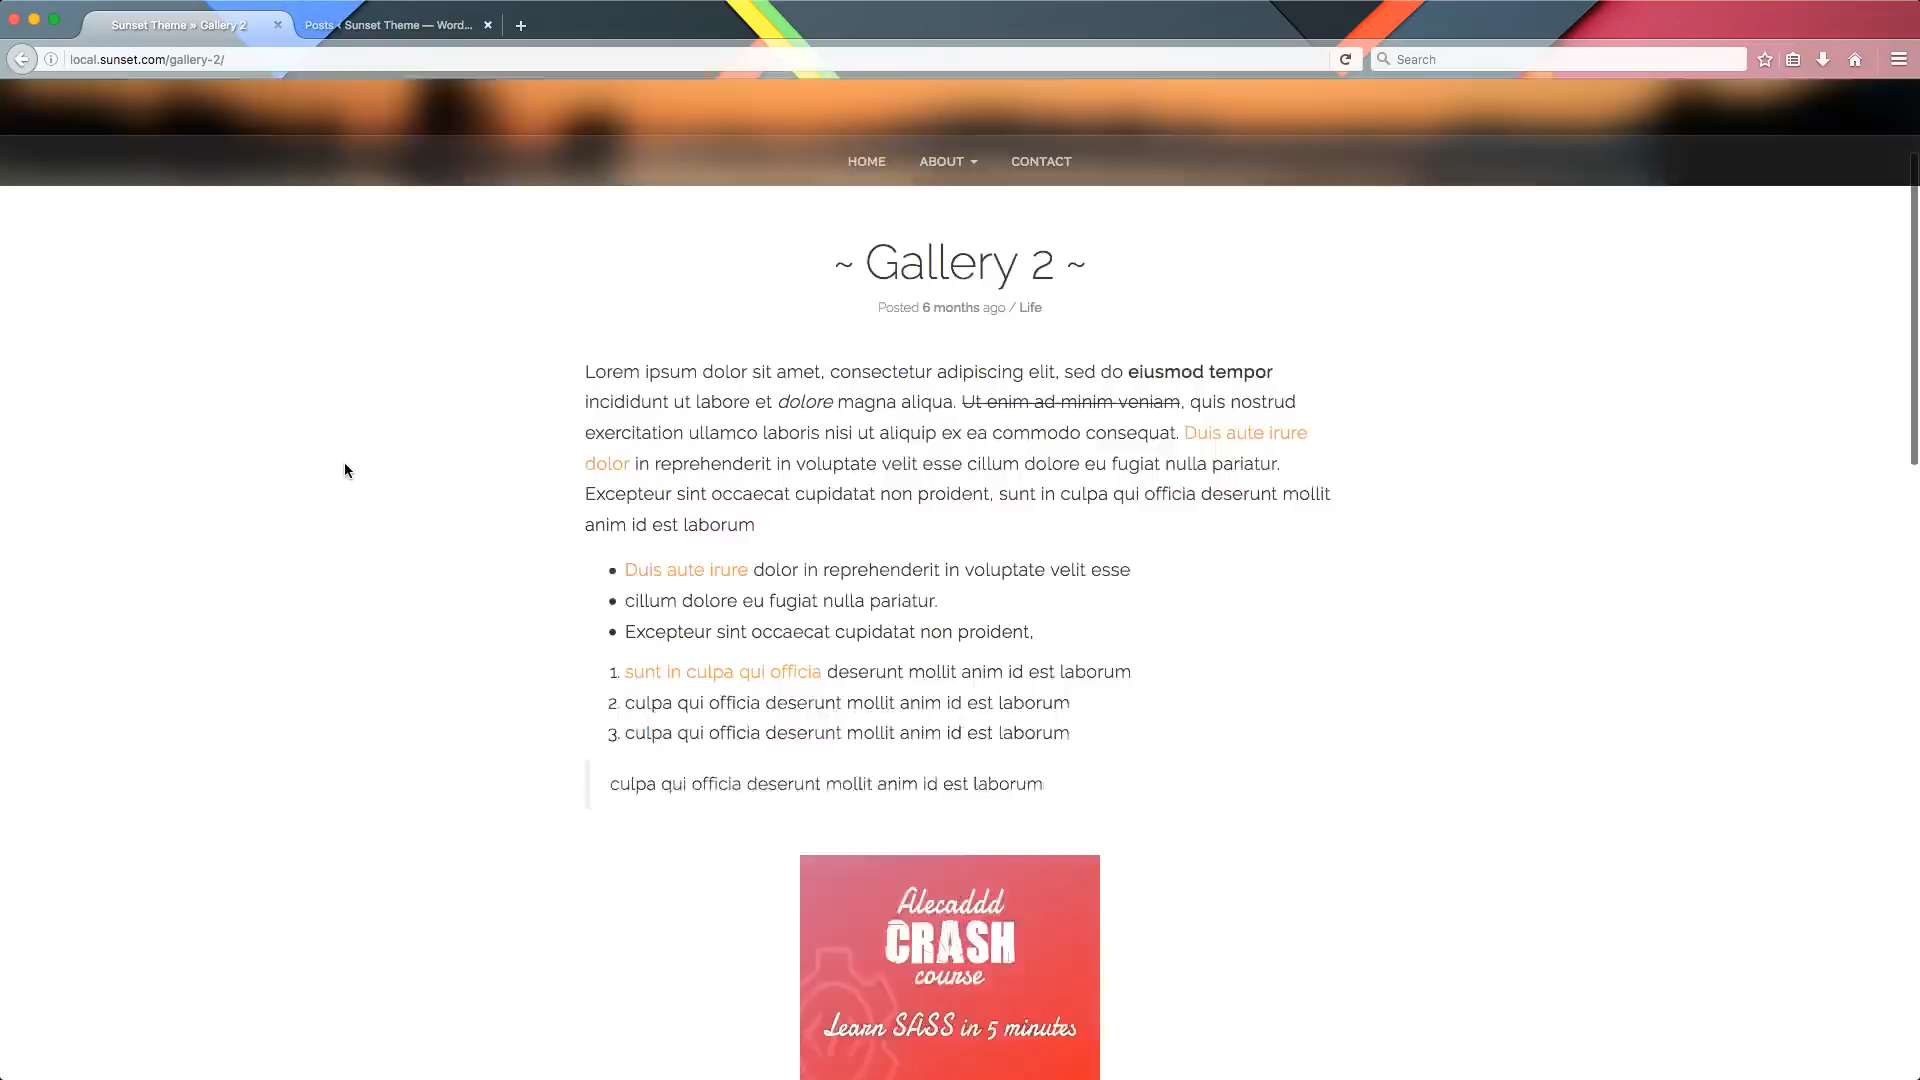 Sunset Theme » Gallery 2
Posts ‹ Sunset Theme — Word...
local.sunset.com/gallery-2/
Search
HOME
ABOUT
CONTACT
~ Gallery 2 ~
Posted 6 months ago / Life
Lorem ipsum dolor sit amet, consectetur adipiscing elit, sed do eiusmod tempor
incididunt ut labore et dolore magna aliqua. Ut enim ad minim veniam, quis nostrud
exercitation ullamco laboris nisi ut aliquip ex ea commodo consequat. Duis aute irure
dolor in reprehenderit in voluptate velit esse cillum dolore eu fugiat nulla pariatur.
Excepteur sint occaecat cupidatat non proident, sunt in culpa qui officia deserunt mollit
anim id est laborum
• Duis aute irure dolor in reprehenderit in voluptate velit esse
• cillum dolore eu fugiat nulla pariatur.
• Excepteur sint occaecat cupidatat non proident,
1. sunt in culpa qui officia deserunt mollit anim id est laborum
2. culpa qui officia deserunt mollit anim id est laborum
3. culpa qui officia deserunt mollit anim id est laborum
culpa qui officia deserunt mollit anim id est laborum
Alecaddd
CRASH
course
Learn SASS in 5 minutes